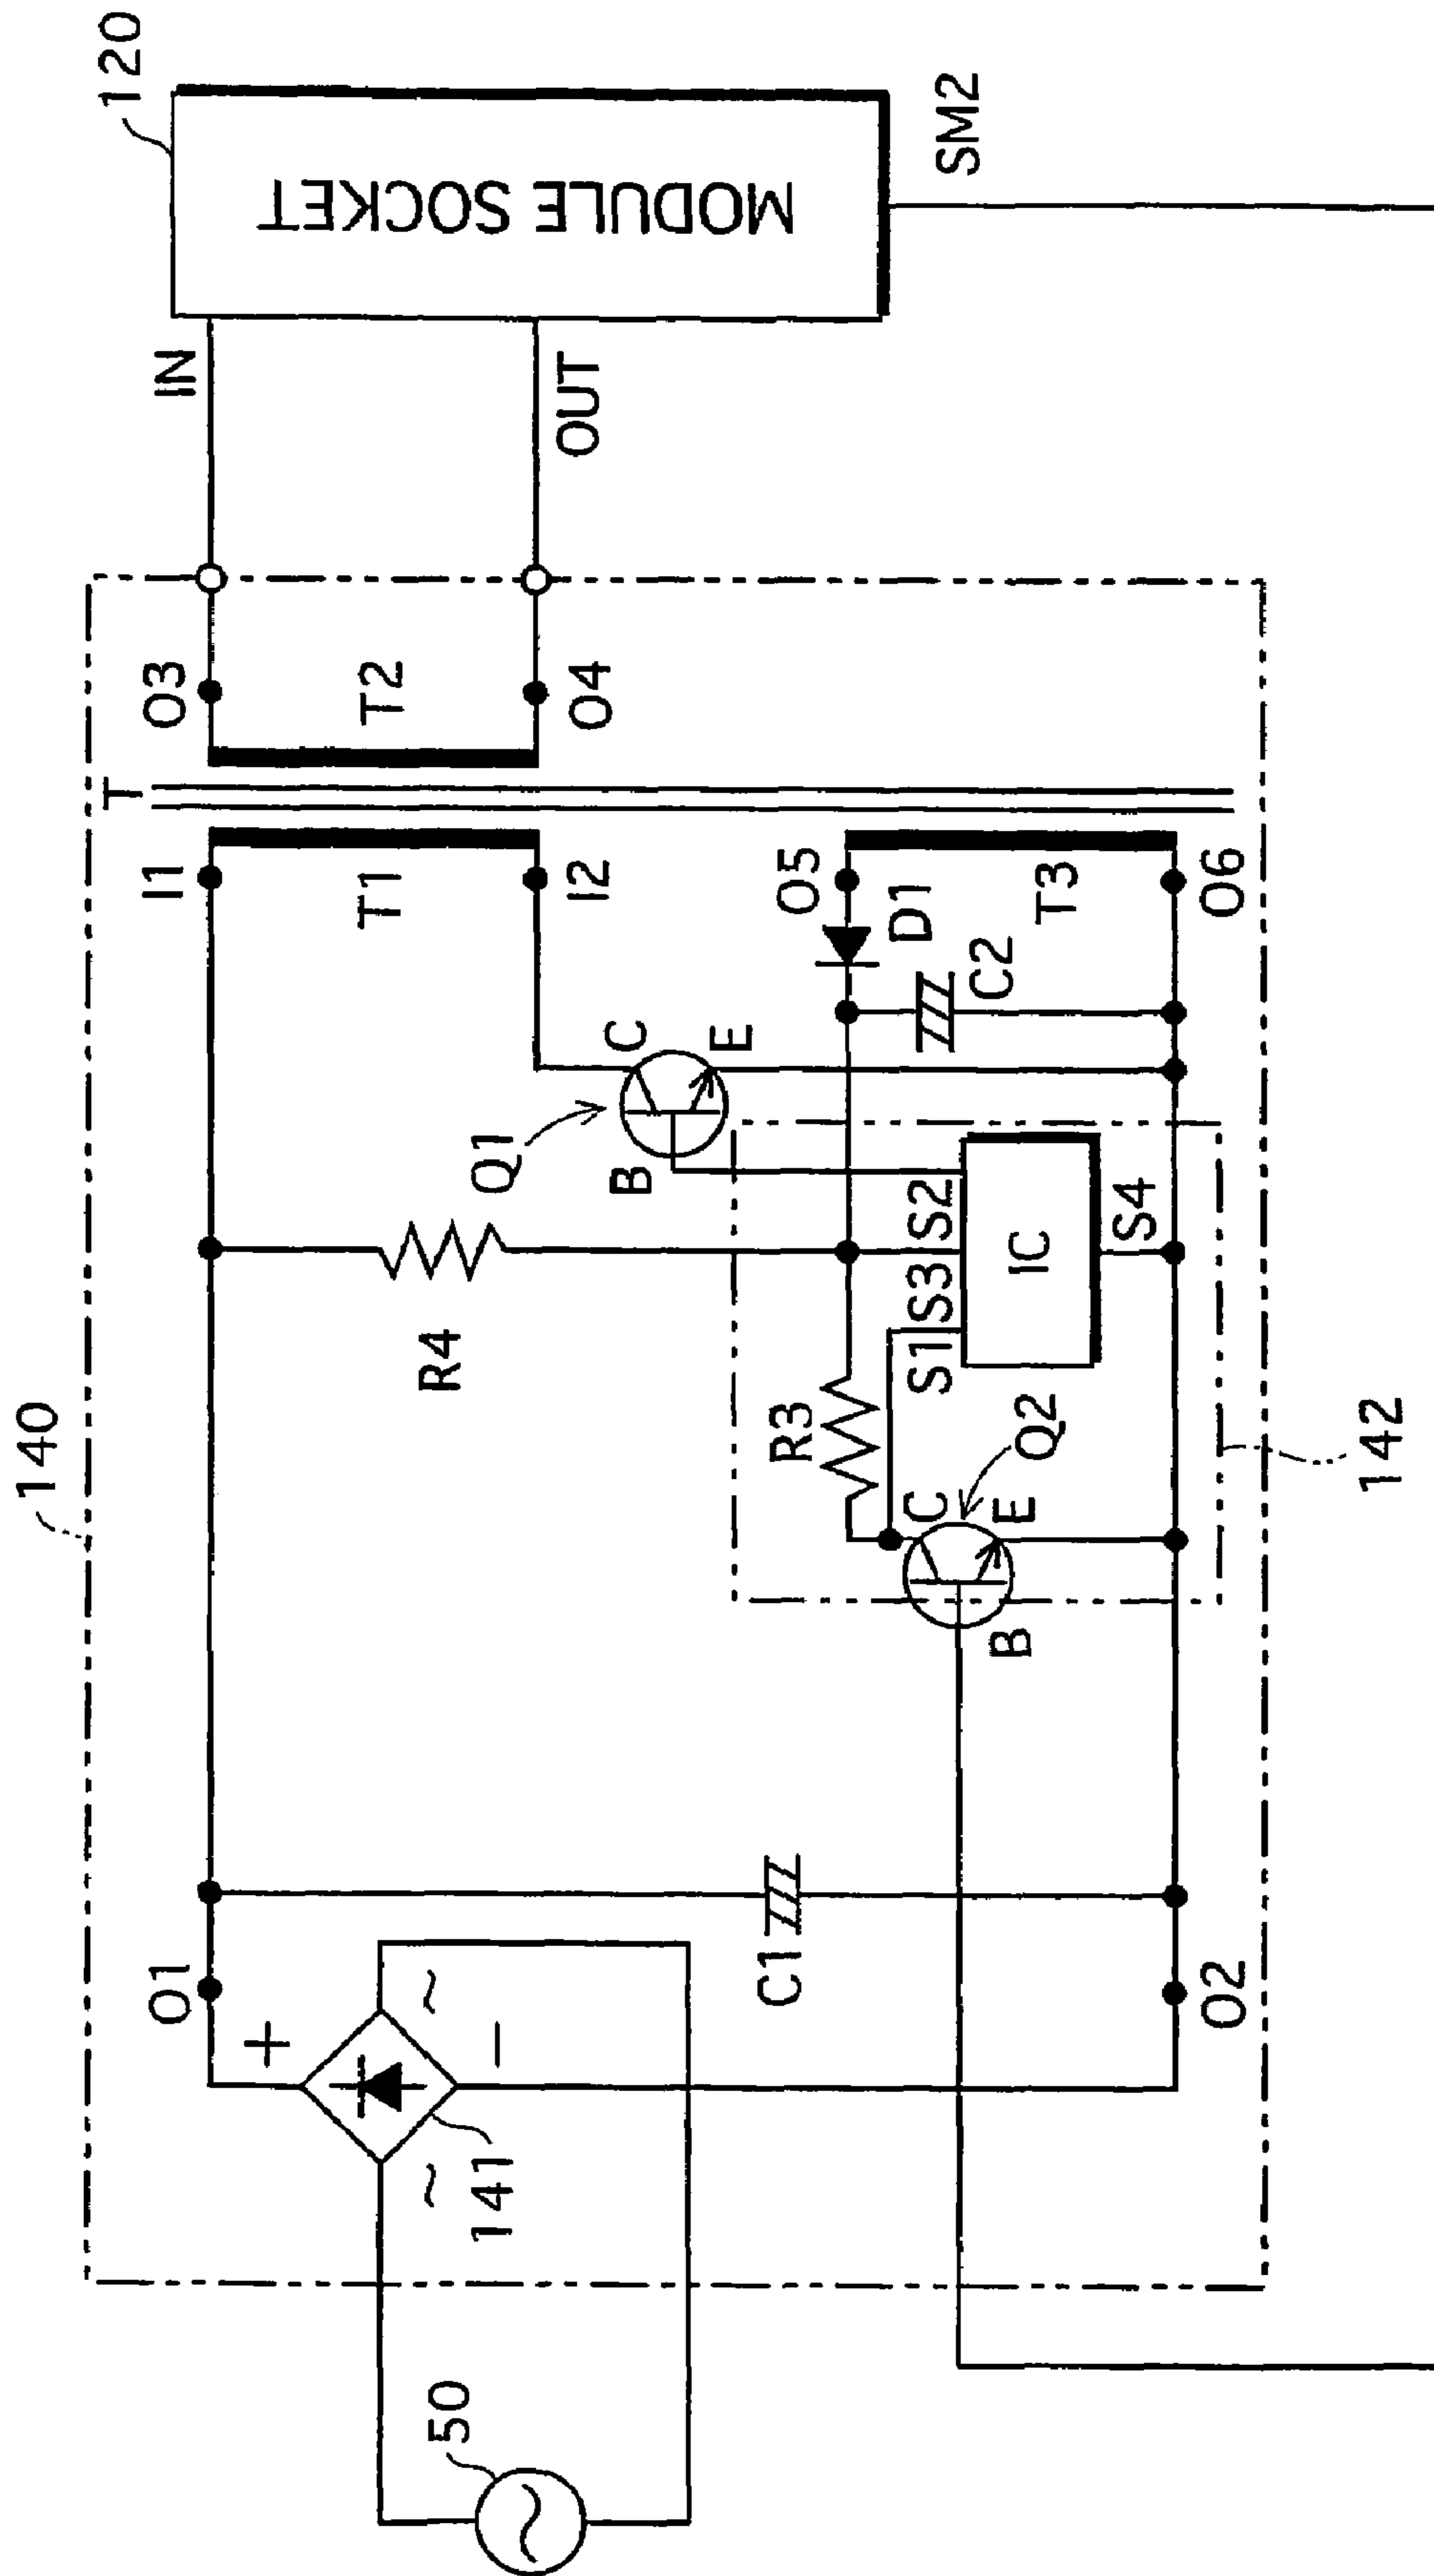 140
120
MODULE SOCKET
IN
OUT
SM2
O3
T2
O4
T
I1
T1
I2
O5
D1
T3
O6
C2
Q1
C
E
B
R4
R3
S1
S3
S2
IC
S4
C
E
B
Q2
142
O1
+
~
~
−
141
C1
O2
50
~